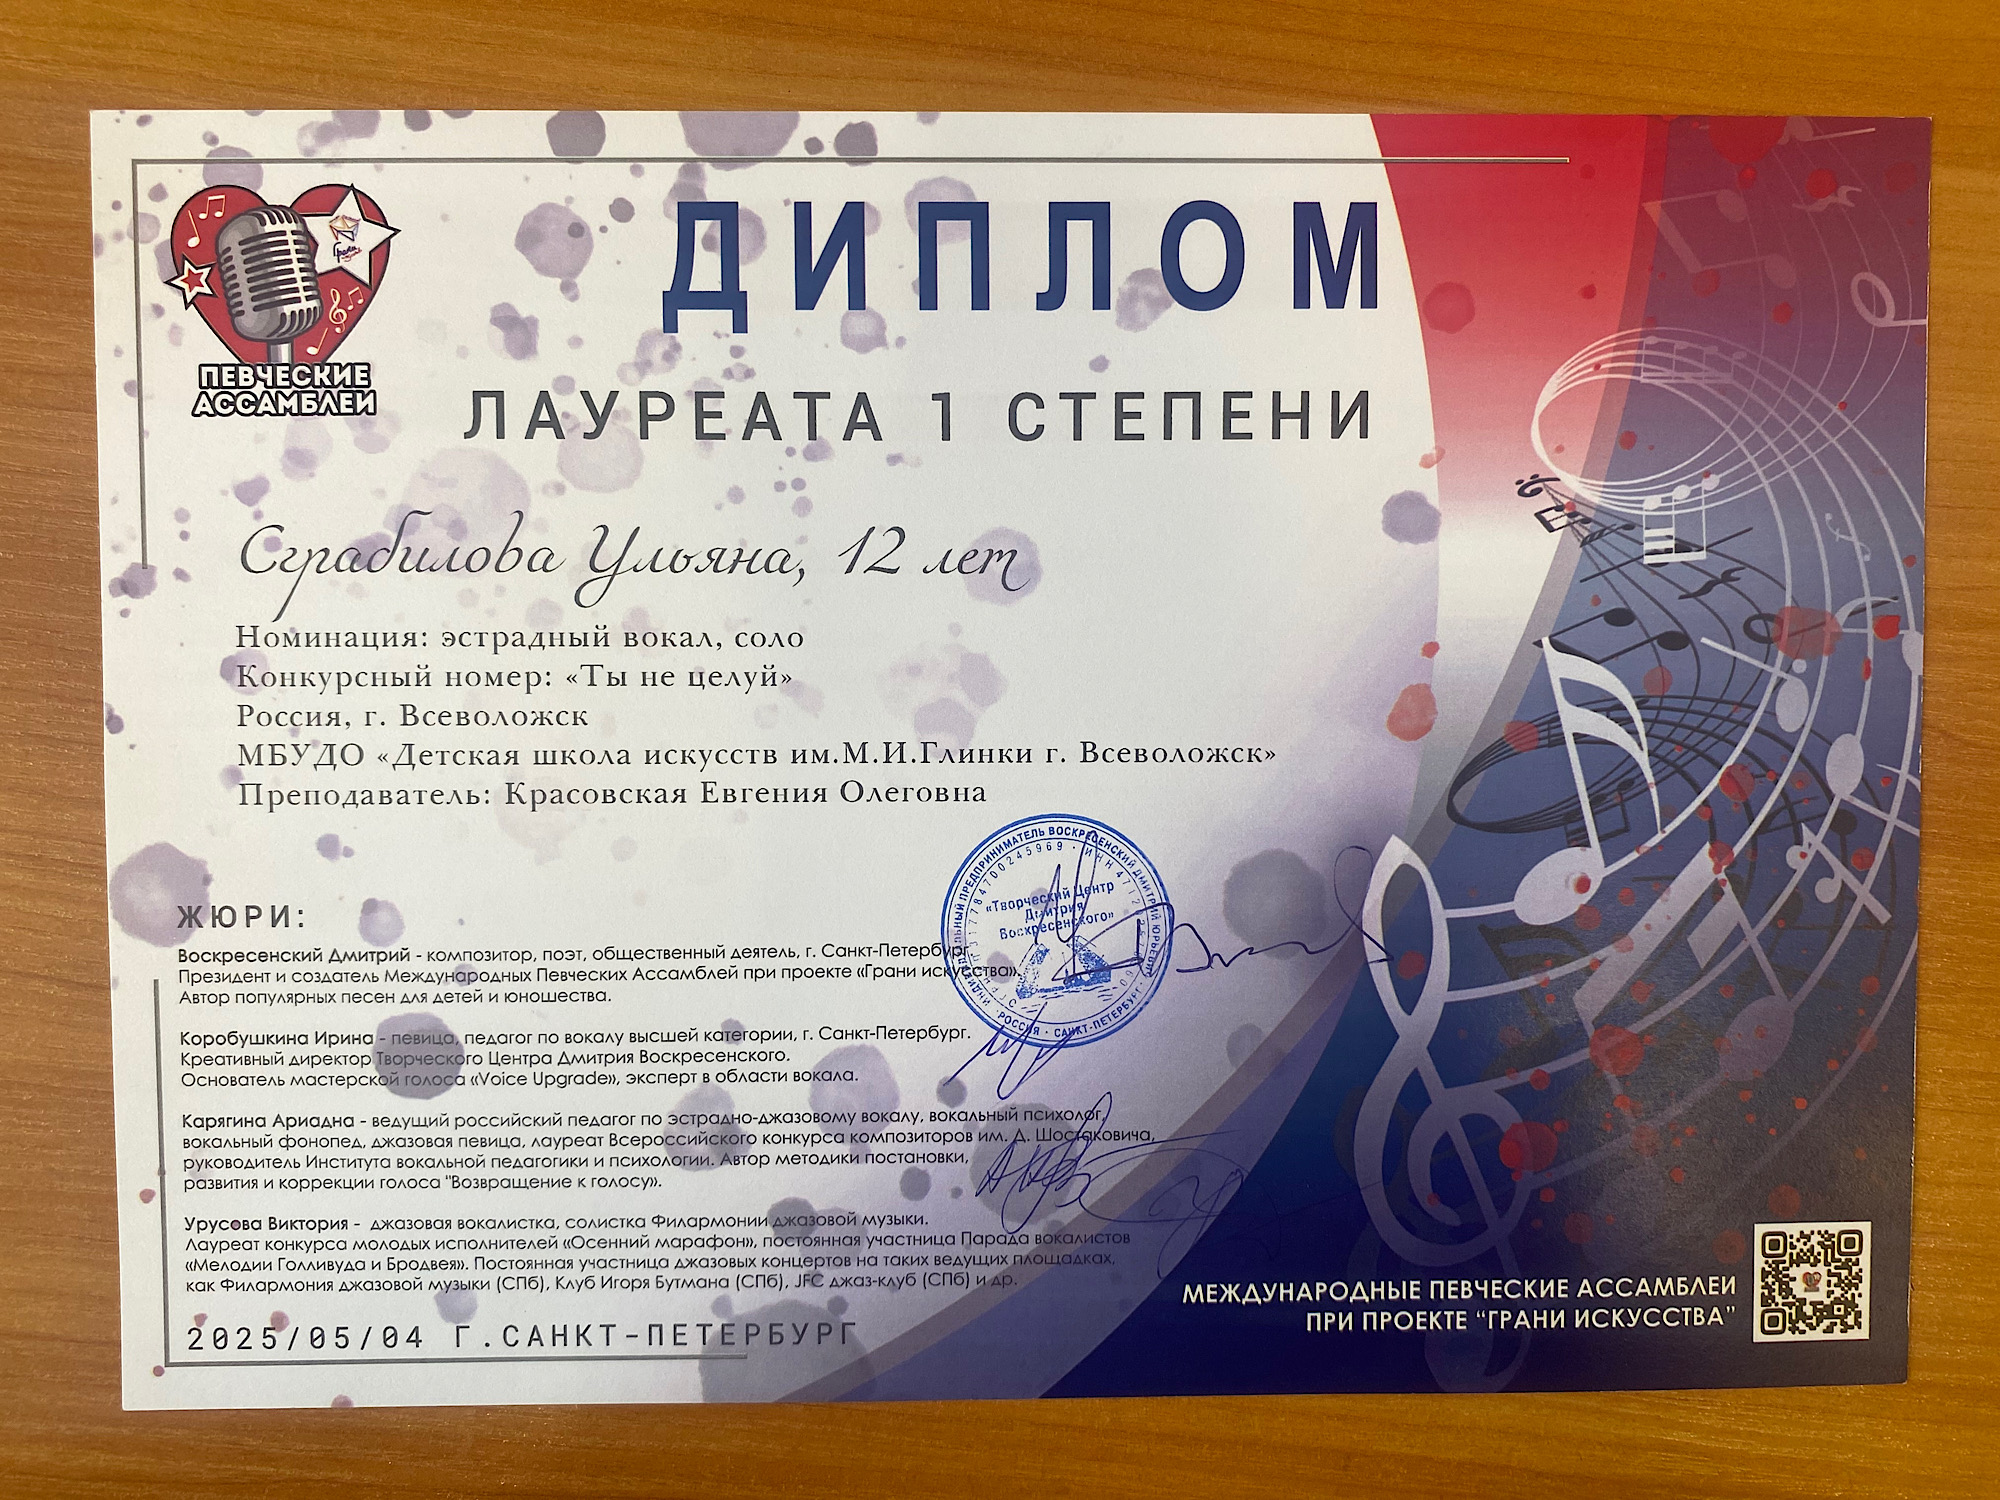 ПЕВЧЕСКИЕ
АССАМБЛЕИ
Грани
ДИПЛОМ
ЛАУРЕАТА 1 СТЕПЕНИ
Сграбилова Ульяна, 12 лет
Номинация: эстрадный вокал, соло
Конкурсный номер: «Ты не целуй»
Россия, г. Всеволожск
МБУДО «Детская школа искусств им.М.И.Глинки г. Всеволожск»
Преподаватель: Красовская Евгения Олеговна
ИНДИВИДУАЛЬНЫЙ ПРЕДПРИНИМАТЕЛЬ ВОСКРЕСЕНСКИЙ ДМИТРИЙ ЮРЬЕВИЧ
«Творческий Центр
Дмитрия
Воскресенского»
РОССИЯ · САНКТ-ПЕТЕРБУРГ
ЖЮРИ:
Воскресенский Дмитрий - композитор, поэт, общественный деятель, г. Санкт-Петербург.
Президент и создатель Международных Певческих Ассамблей при проекте «Грани искусства».
Автор популярных песен для детей и юношества.
Коробушкина Ирина - певица, педагог по вокалу высшей категории, г. Санкт-Петербург.
Креативный директор Творческого Центра Дмитрия Воскресенского.
Основатель мастерской голоса «Voice Upgrade», эксперт в области вокала.
Карягина Ариадна - ведущий российский педагог по эстрадно-джазовому вокалу, вокальный психолог,
вокальный фонопед, джазовая певица, лауреат Всероссийского конкурса композиторов им. Д. Шостаковича,
руководитель Института вокальной педагогики и психологии. Автор методики постановки,
развития и коррекции голоса "Возвращение к голосу».
Урусова Виктория - джазовая вокалистка, солистка Филармонии джазовой музыки.
Лауреат конкурса молодых исполнителей «Осенний марафон», постоянная участница Парада вокалистов
«Мелодии Голливуда и Бродвея». Постоянная участница джазовых концертов на таких ведущих площадках,
как Филармония джазовой музыки (СПб), Клуб Игоря Бутмана (СПб), JFC джаз-клуб (СПб) и др.
2025/05/04 Г.САНКТ-ПЕТЕРБУРГ
МЕЖДУНАРОДНЫЕ ПЕВЧЕСКИЕ АССАМБЛЕИ
ПРИ ПРОЕКТЕ "ГРАНИ ИСКУССТВА"